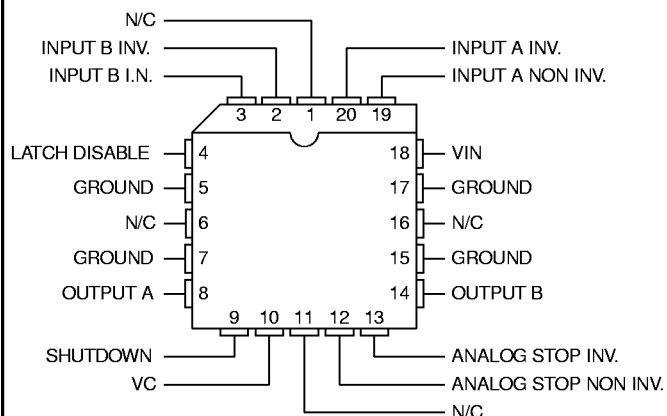 N/C
INPUT B INV. INPUT A INV.
INPUT B I.N. INPUT A NON INV.
3 2 1 20 19
LATCH DISABLE 4 18 VIN
GROUND 5 17 GROUND
N/C 6 16 N/C
GROUND 7 15 GROUND
OUTPUT A 8 14 OUTPUT B
9 10 11 12 13
SHUTDOWN ANALOG STOP INV.
VC ANALOG STOP NON INV.
N/C